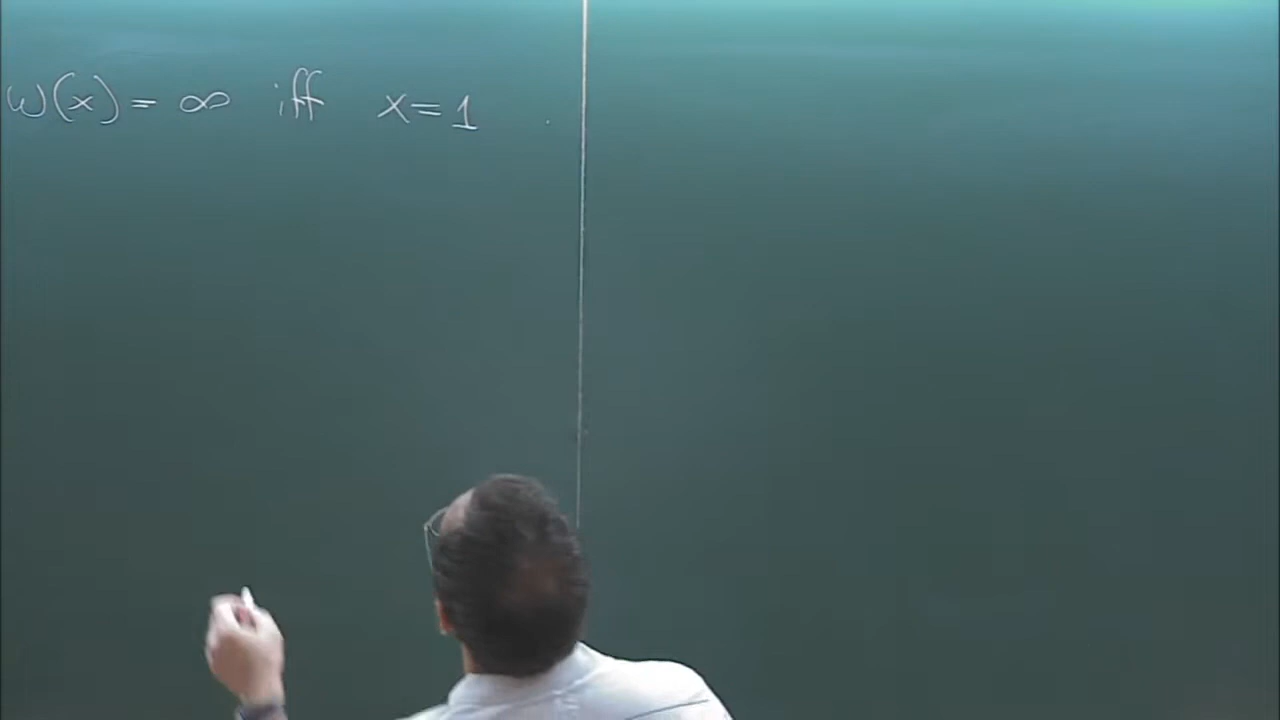 ω(x) = ∞ iff x = 1